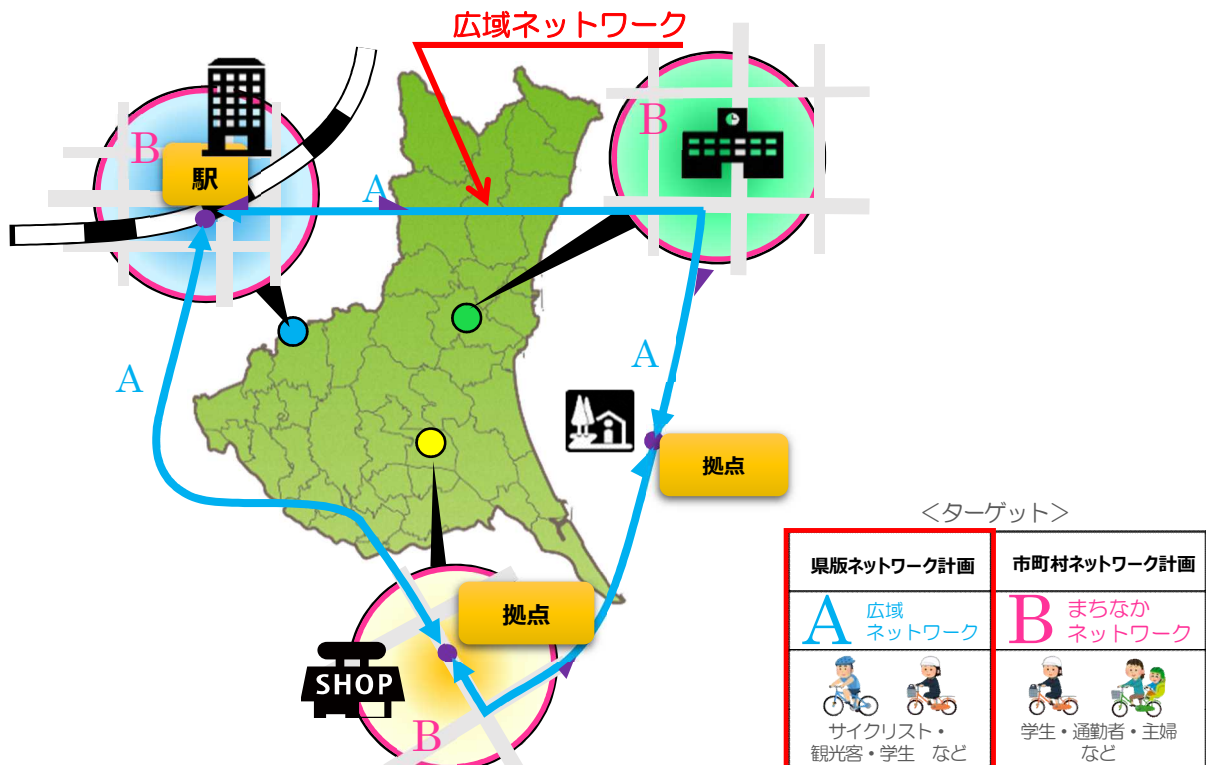 広域ネットワーク
B
駅
A
B
A
A
拠点
拠点
SHOP
B
＜ターゲット＞
県版ネットワーク計画
市町村ネットワーク計画
A 広域
ネットワーク
B まちなか
ネットワーク
サイクリスト・
観光客・学生 など
学生・通勤者・主婦
など